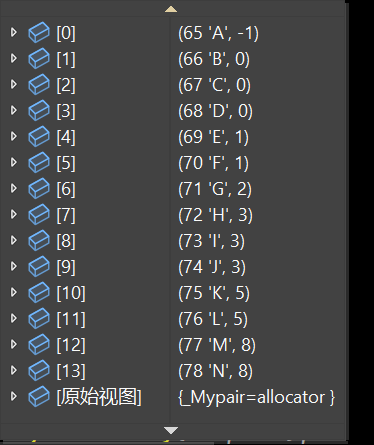 [0] (65 'A', -1)
[1] (66 'B', 0)
[2] (67 'C', 0)
[3] (68 'D', 0)
[4] (69 'E', 1)
[5] (70 'F', 1)
[6] (71 'G', 2)
[7] (72 'H', 3)
[8] (73 'I', 3)
[9] (74 'J', 3)
[10] (75 'K', 5)
[11] (76 'L', 5)
[12] (77 'M', 8)
[13] (78 'N', 8)
[原始视图] {_Mypair=allocator }